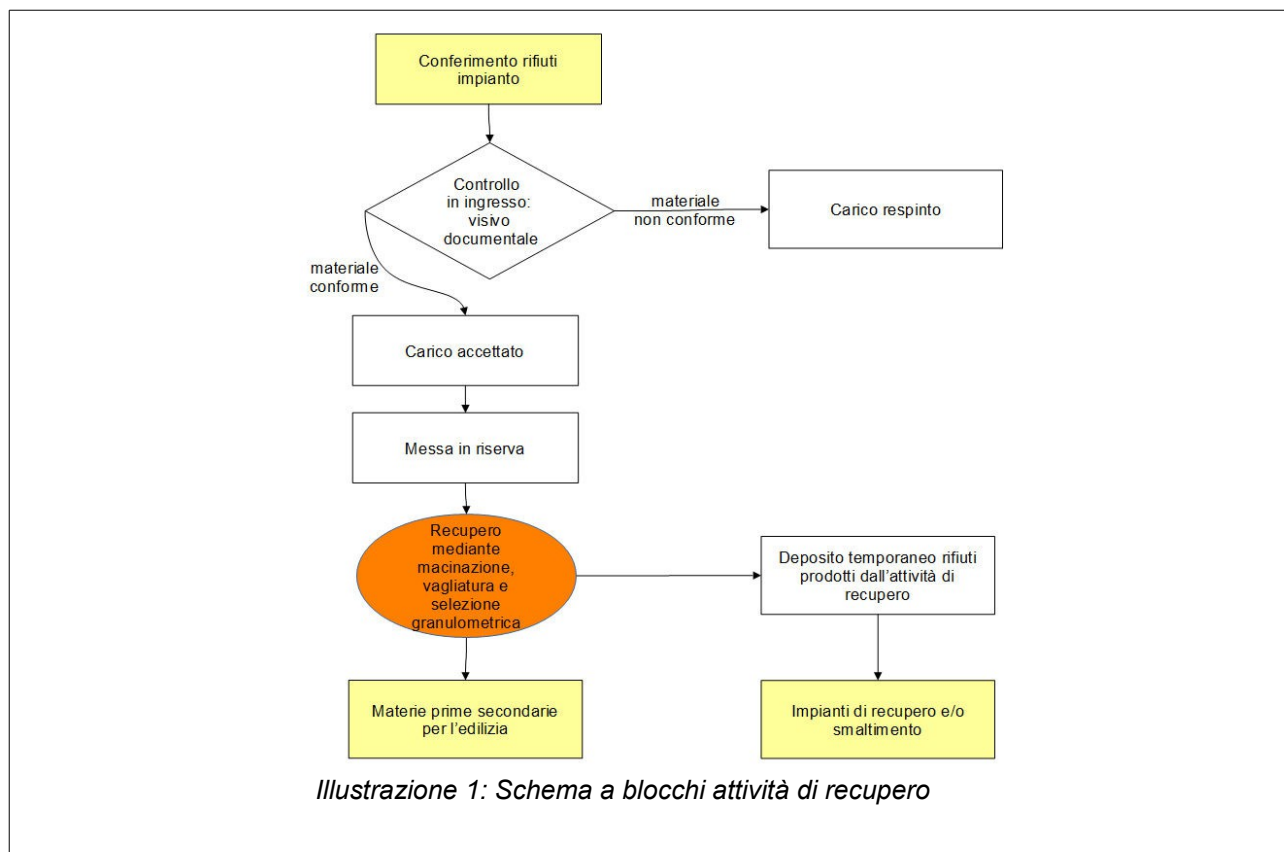 Conferimento rifiuti
impianto
Controllo
in ingresso:
visivo
documentale
materiale
non conforme
Carico respinto
materiale
conforme
Carico accettato
Messa in riserva
Recupero
mediante
macinazione,
vagliatura e
selezione
granulometrica
Deposito temporaneo rifiuti
prodotti dall'attività di
recupero
Materie prime secondarie
per l'edilizia
Impianti di recupero e/o
smaltimento
Illustrazione 1: Schema a blocchi attività di recupero